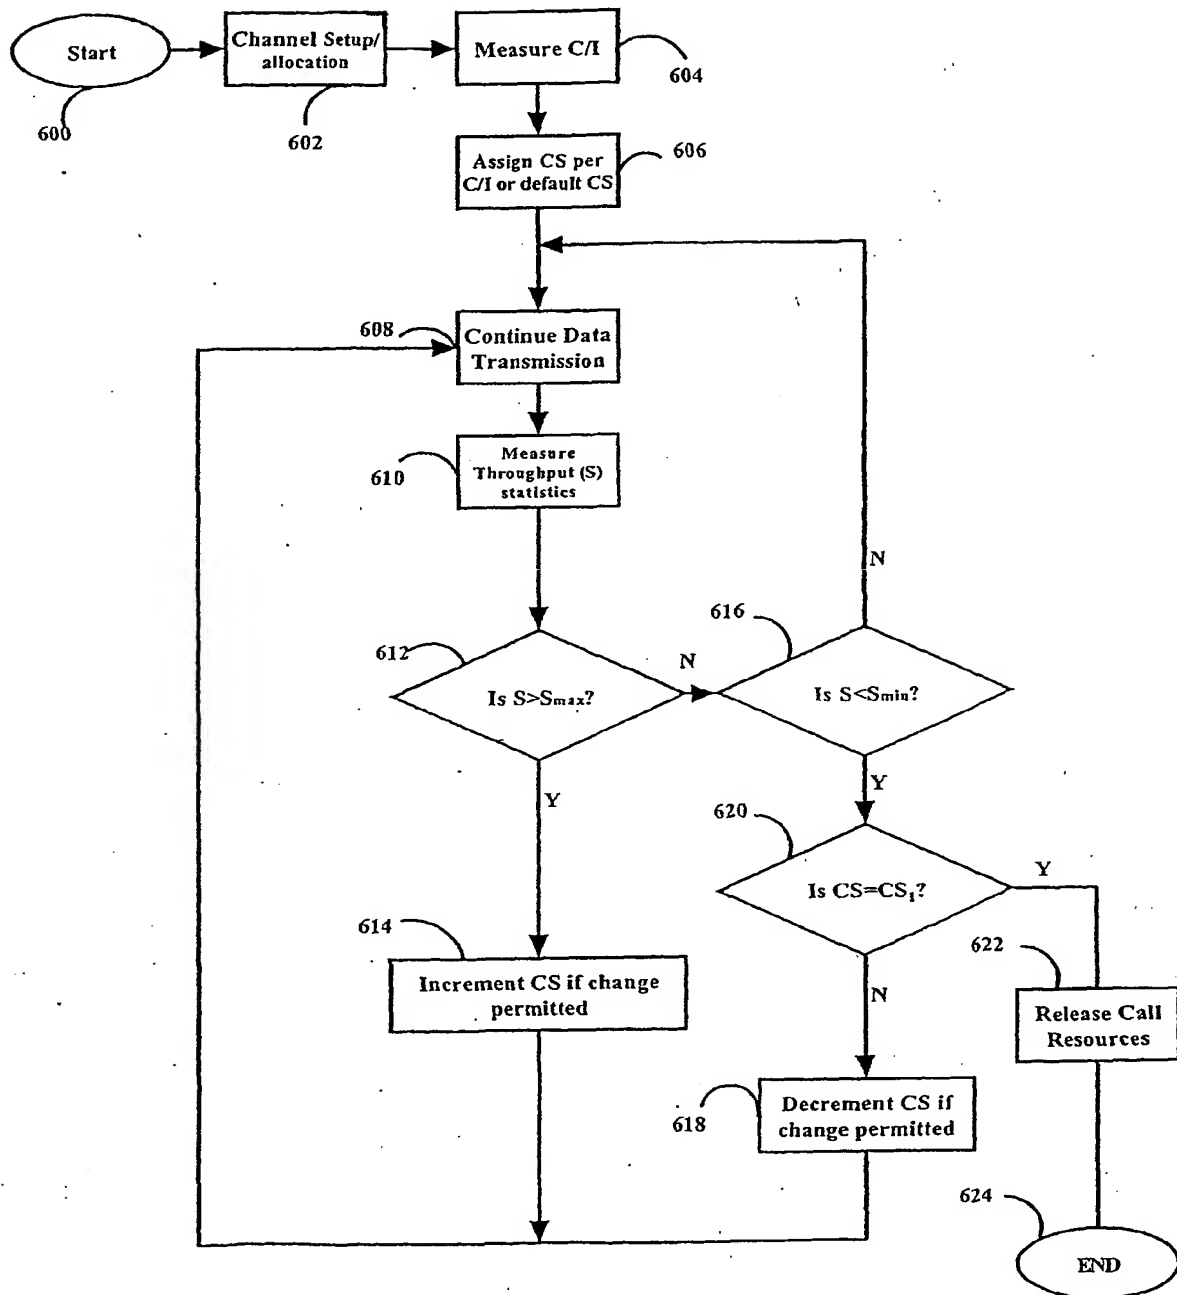 Start
600
Channel Setup/
allocation
602
Measure C/I
604
Assign CS per
C/I or default CS
606
608
Continue Data
Transmission
610
Measure
Throughput (S)
statistics
N
612
Is S>Smax?
N
616
Is S<Smin?
Y
Y
620
Is CS=CS1?
Y
614
Increment CS if change
permitted
N
622
Release Call
Resources
618
Decrement CS if
change permitted
624
END